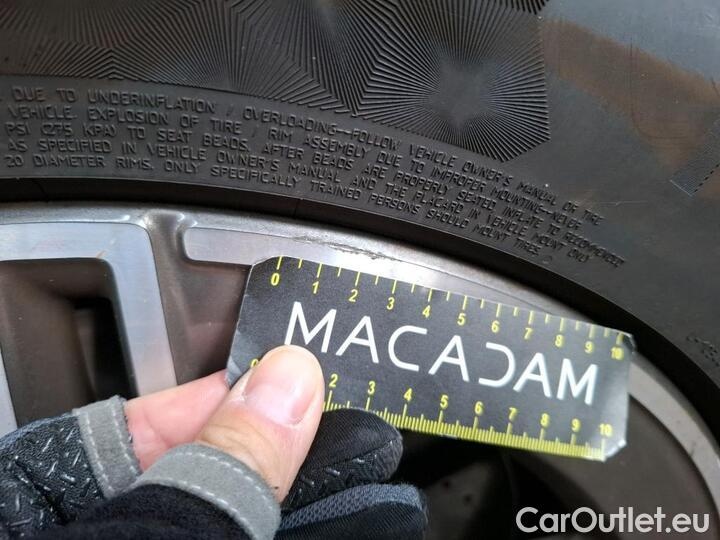 DUE TO UNDERINFLATION / OVERLOADING--FOLLOW VEHICLE OWNER'S MANUAL OR TIRE
VEHICLE. EXPLOSION OF TIRE / RIM ASSEMBLY DUE TO IMPROPER MOUNTING--NEVER
PSI (275 KPA) TO SEAT BEADS. AFTER BEADS ARE PROPERLY SEATED INFLATE TO RECOMMENDED
AS SPECIFIED IN VEHICLE OWNER'S MANUAL AND THE PLACARD IN VEHICLE MOUNT ONLY
20 DIAMETER RIMS. ONLY SPECIFICALLY TRAINED PERSONS SHOULD MOUNT TIRES
0 1 2 3 4 5 6 7 8 9 10
MACADAM
0 2 3 4 5 6 7 8 9 10
CarOutlet.eu